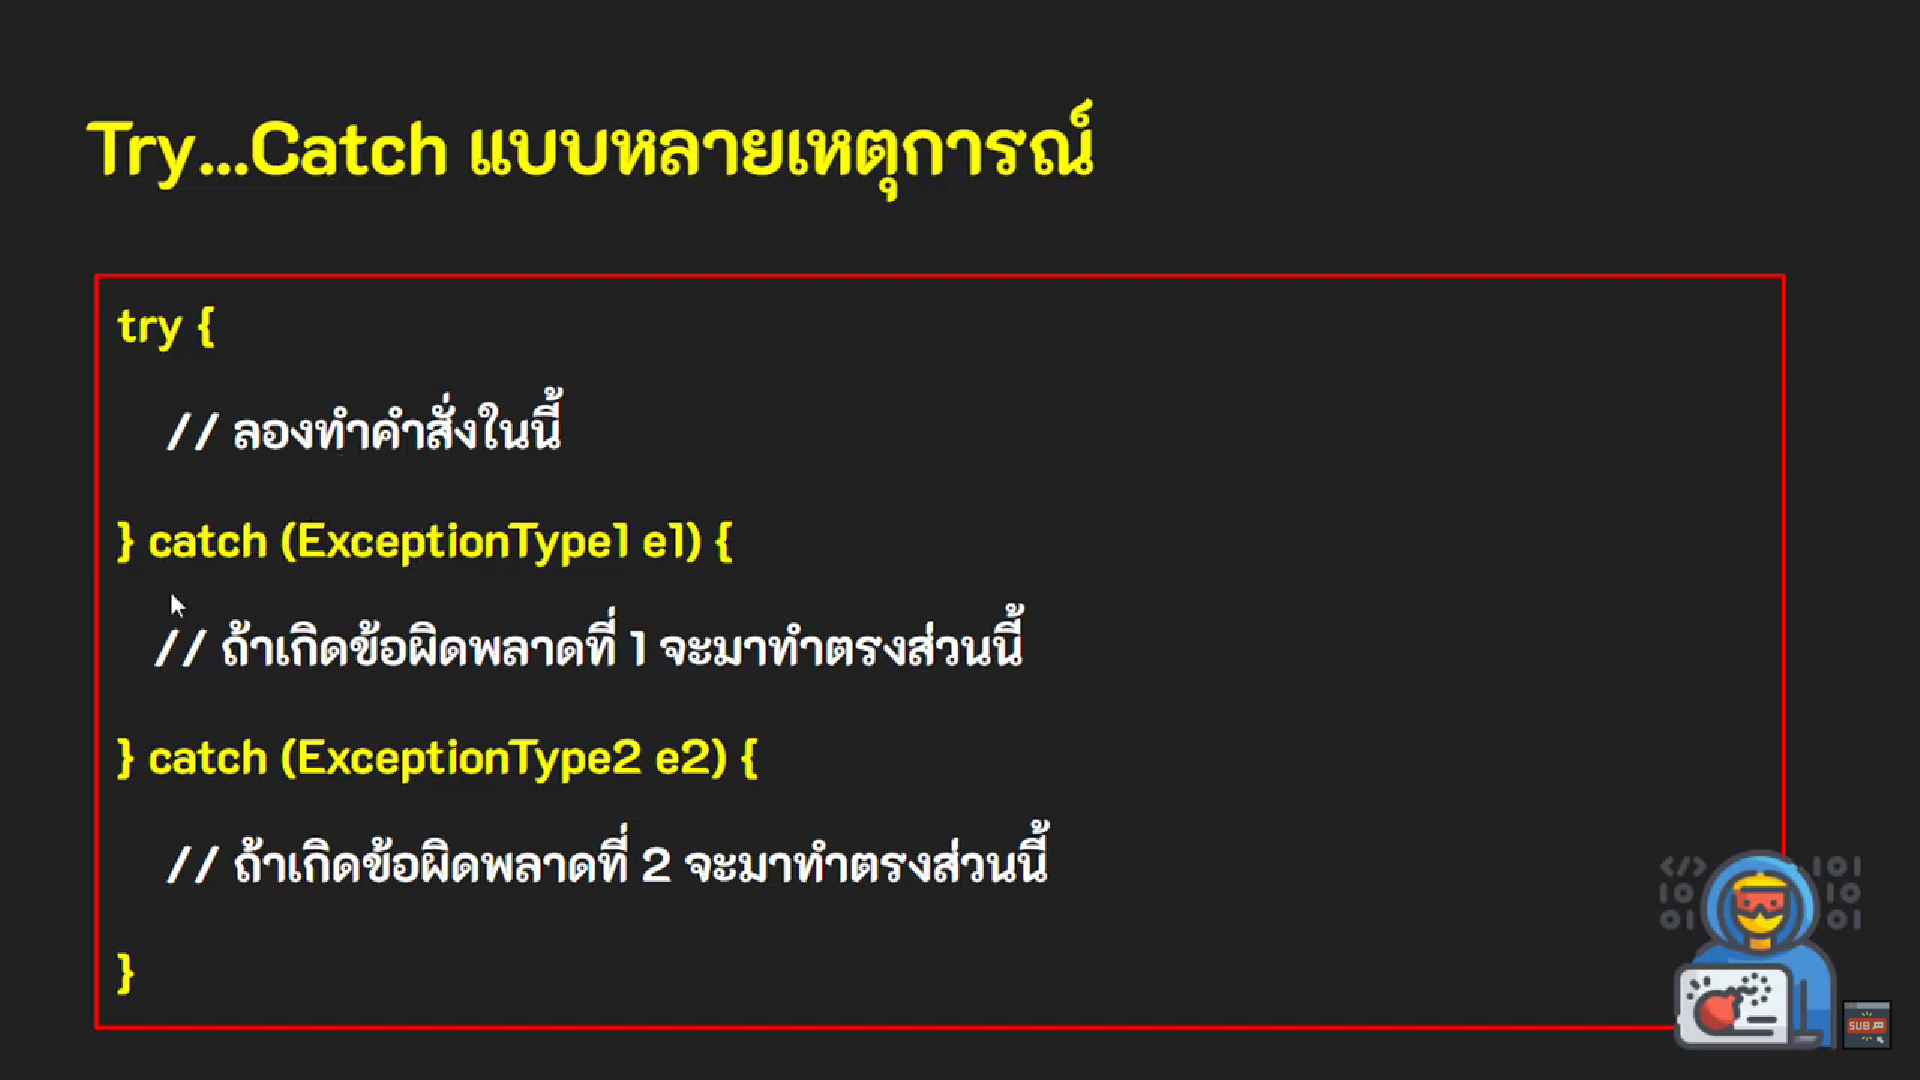 Try...Catch แบบหลายเหตุการณ์
try {
// ลองทำคำสั่งในนี้
} catch (ExceptionType1 e1) {
// ถ้าเกิดข้อผิดพลาดที่ 1 จะมาทำตรงส่วนนี้
} catch (ExceptionType2 e2) {
// ถ้าเกิดข้อผิดพลาดที่ 2 จะมาทำตรงส่วนนี้
}
</> 101
10 10
01 01
SUB